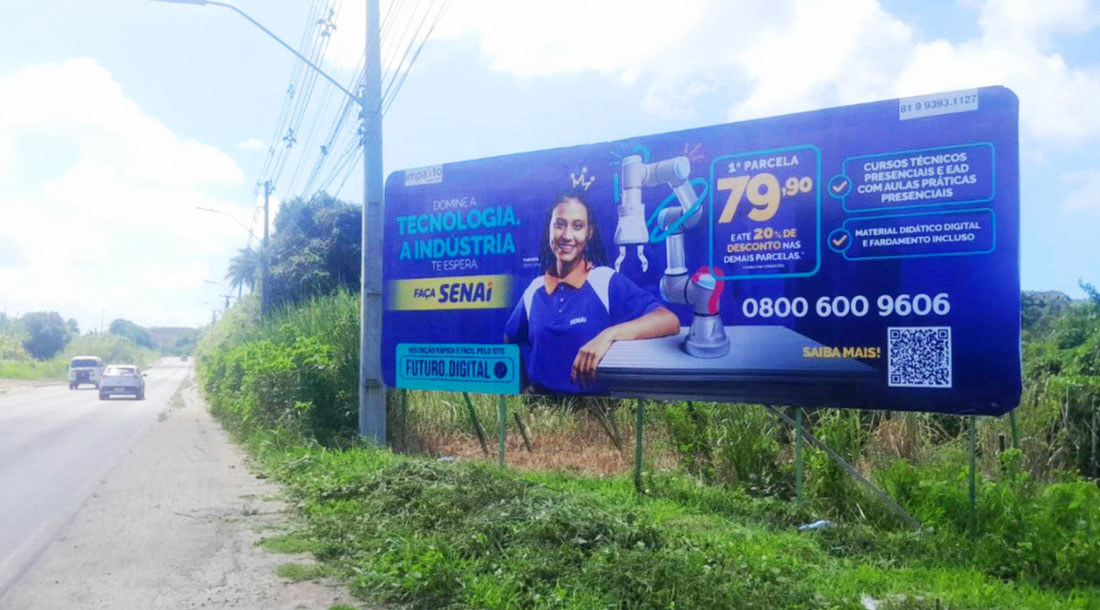 impakto
81 9 9393.1127
DOMINE A
TECNOLOGIA.
A INDÚSTRIA
TE ESPERA.
FAÇA SENAI
INSCRIÇÃO RÁPIDA E FÁCIL PELO SITE
FUTURO.DIGITAL
SENAI
1ª PARCELA
79,90
E ATÉ 20% DE
DESCONTO NAS
DEMAIS PARCELAS.*
CURSOS TÉCNICOS
PRESENCIAIS E EAD
COM AULAS PRÁTICAS
PRESENCIAIS
MATERIAL DIDÁTICO DIGITAL
E FARDAMENTO INCLUSO
0800 600 9606
SAIBA MAIS!